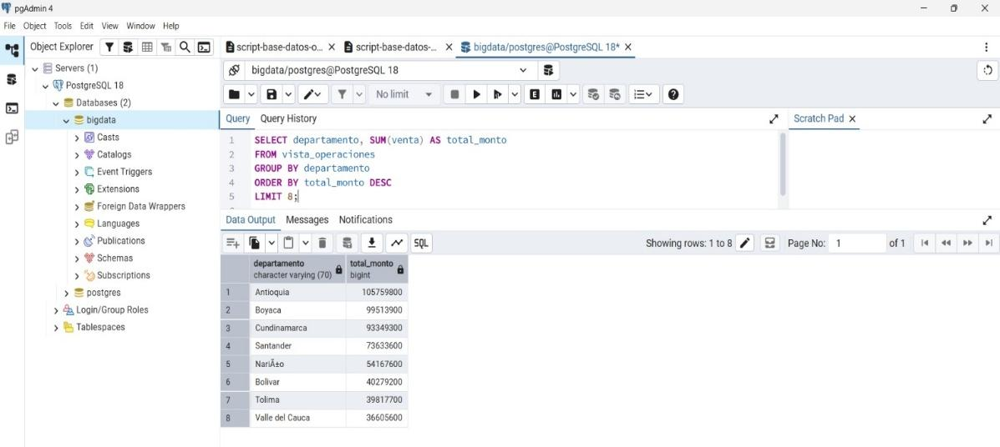 pgAdmin 4
File Object Tools Edit View Window Help
Object Explorer
script-base-datos-o... script-base-datos-... bigdata/postgres@PostgreSQL 18*
Servers (1)
PostgreSQL 18
Databases (2)
bigdata
Casts
Catalogs
Event Triggers
Extensions
Foreign Data Wrappers
Languages
Publications
Schemas
Subscriptions
postgres
Login/Group Roles
Tablespaces
bigdata/postgres@PostgreSQL 18
No limit
E
Query Query History
Scratch Pad
1 SELECT departamento, SUM(venta) AS total_monto
2 FROM vista_operaciones
3 GROUP BY departamento
4 ORDER BY total_monto DESC
5 LIMIT 8;
Data Output Messages Notifications
SQL
Showing rows: 1 to 8
Page No: 1 of 1
departamento total_monto
character varying (70) bigint
1 Antioquia 105759800
2 Boyaca 99513900
3 Cundinamarca 93349300
4 Santander 73633600
5 NariÃ±o 54167600
6 Bolivar 40279200
7 Tolima 39817700
8 Valle del Cauca 36605600